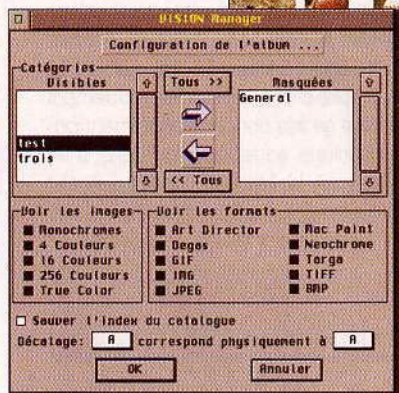 VISION Manager
Configuration de l'album ...
Catégories
Visibles
Tous >>
Masquées
General
test
trois
<< Tous
Voir les images
Monochromes
4 Couleurs
16 Couleurs
256 Couleurs
True Color
Voir les formats
Art Director
Degas
GIF
IMG
JPEG
Mac Paint
Neochrome
Targa
TIFF
BMP
Sauver l'index du catalogue
Décalage: A correspond physiquement à A
OK
Annuler